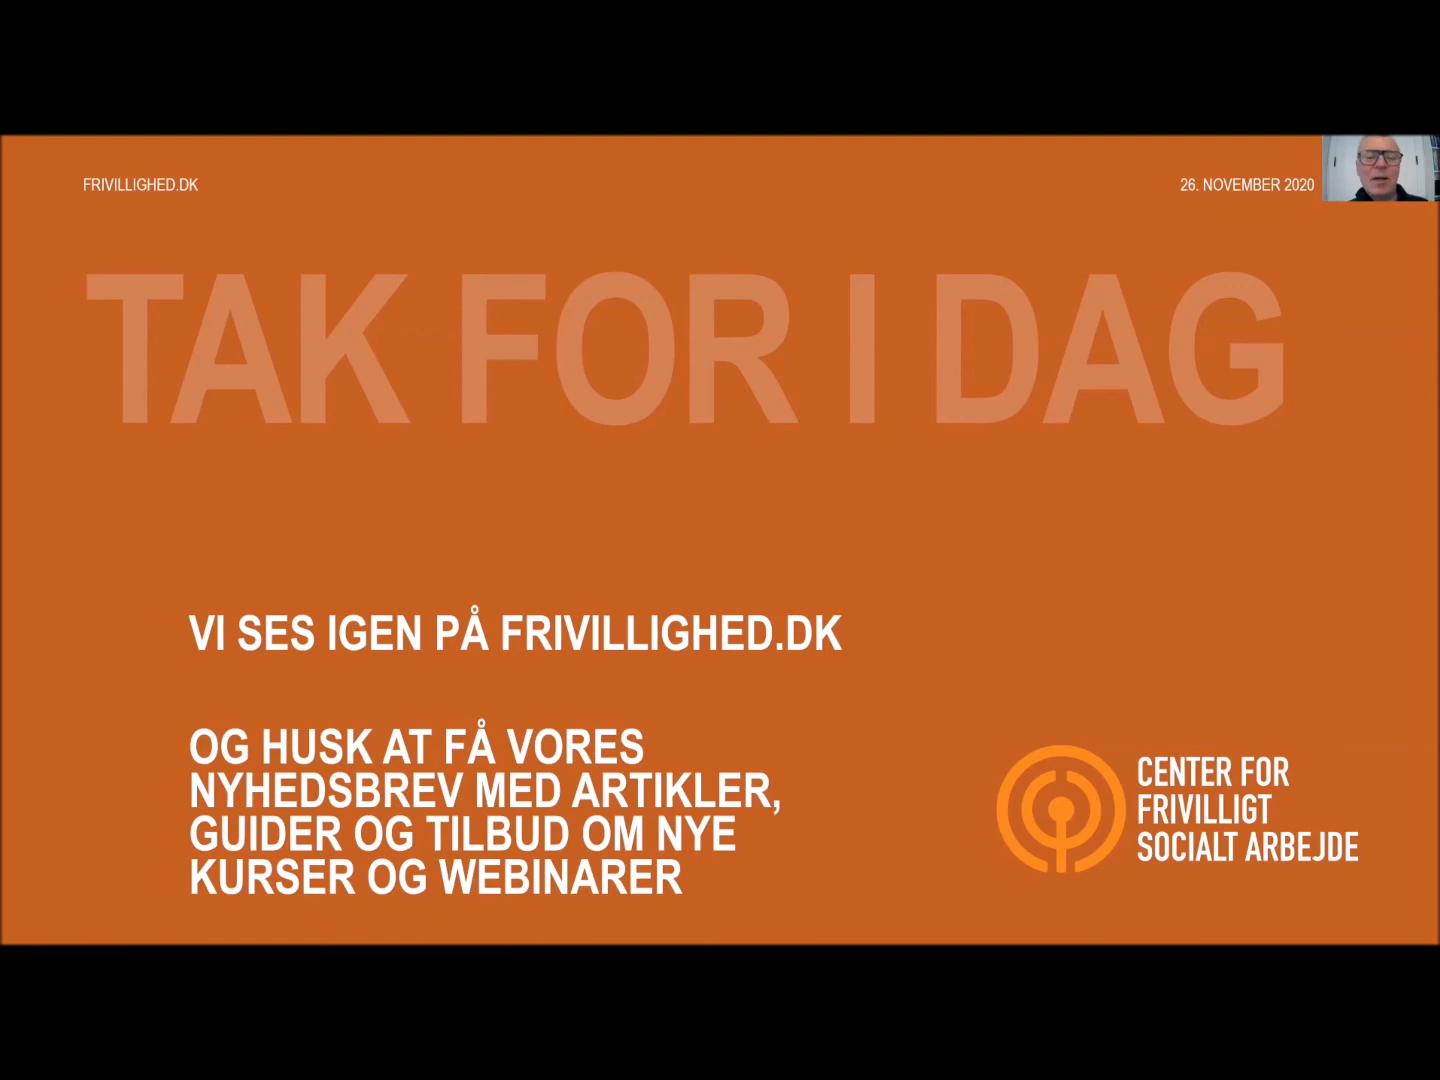 FRIVILLIGHED.DK
26. NOVEMBER 2020
TAK FOR I DAG
VI SES IGEN PÅ FRIVILLIGHED.DK
OG HUSK AT FÅ VORES
NYHEDSBREV MED ARTIKLER,
GUIDER OG TILBUD OM NYE
KURSER OG WEBINARER
CENTER FOR
FRIVILLIGT
SOCIALT ARBEJDE